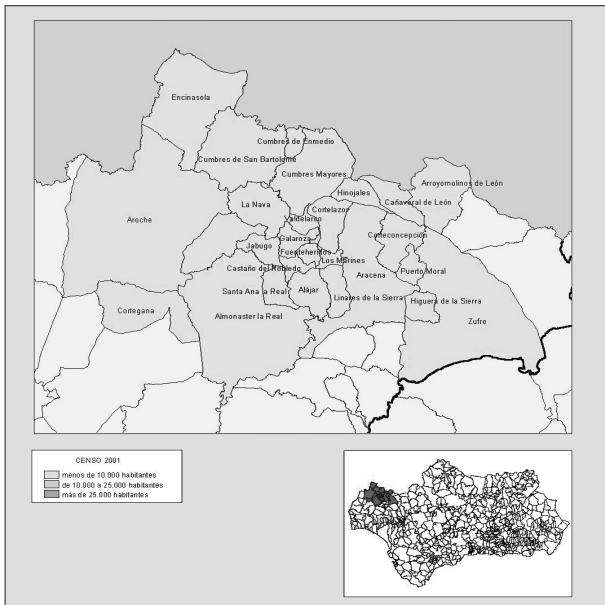 Encinasola
Cumbres de Enmedio
Cumbres de San Bartolomé
Cumbres Mayores
Arroyomolinos de León
Hinojales
Cañaveral de León
La Nava
Cortelazor
Aroche
Valdelarco
Corteconcepción
Galaroza
Jabugo
Fuenteheridos
Los Marines
Castaño del Robledo
Aracena
Puerto Moral
Santa Ana la Real
Alájar
Linares de la Sierra
Higuera de la Sierra
Cortegana
Almonaster la Real
Zufre
CENSO 2001
menos de 10.000 habitantes
de 10.000 a 25.000 habitantes
más de 25.000 habitantes